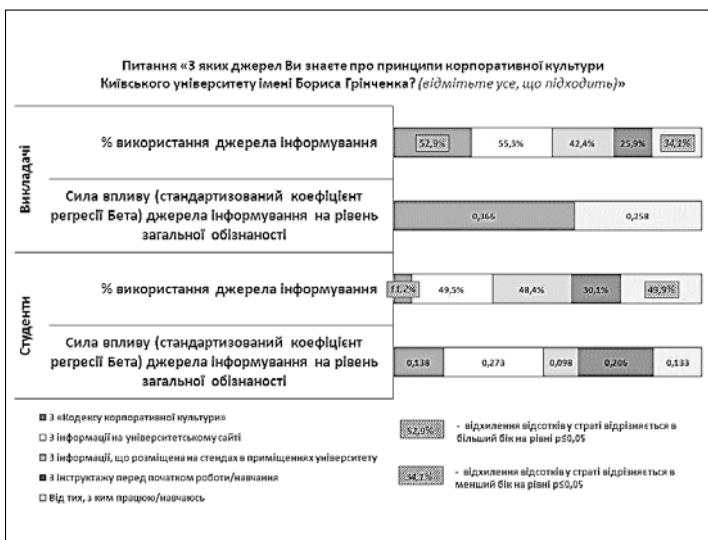 Питання «З яких джерел Ви знаєте про принципи корпоративної культури
Київського університету імені Бориса Грінченка? (відмітьте усе, що підходить)»
Викладачі
% використання джерела інформування
52,9%
55,3%
42,4%
25,9%
34,1%
Сила впливу (стандартизований коефіцієнт
регресії Бета) джерела інформування на рівень
загальної обізнаності
0,366
0,258
Студенти
% використання джерела інформування
11,2%
49,5%
48,4%
30,1%
49,9%
Сила впливу (стандартизований коефіцієнт
регресії Бета) джерела інформування на рівень
загальної обізнаності
0,138
0,273
0,098
0,206
0,133
З «Кодексу корпоративної культури»
З інформації на університетському сайті
З інформації, що розміщена на стендах в приміщеннях університету
З інструктажу перед початком роботи/навчання
Від тих, з ким працюю/навчаюсь
52,9%
- відхилення відсотків у страті відрізняється в
більший бік на рівні p≤0,05
34,1%
- відхилення відсотків у страті відрізняється в
менший бік на рівні p≤0,05